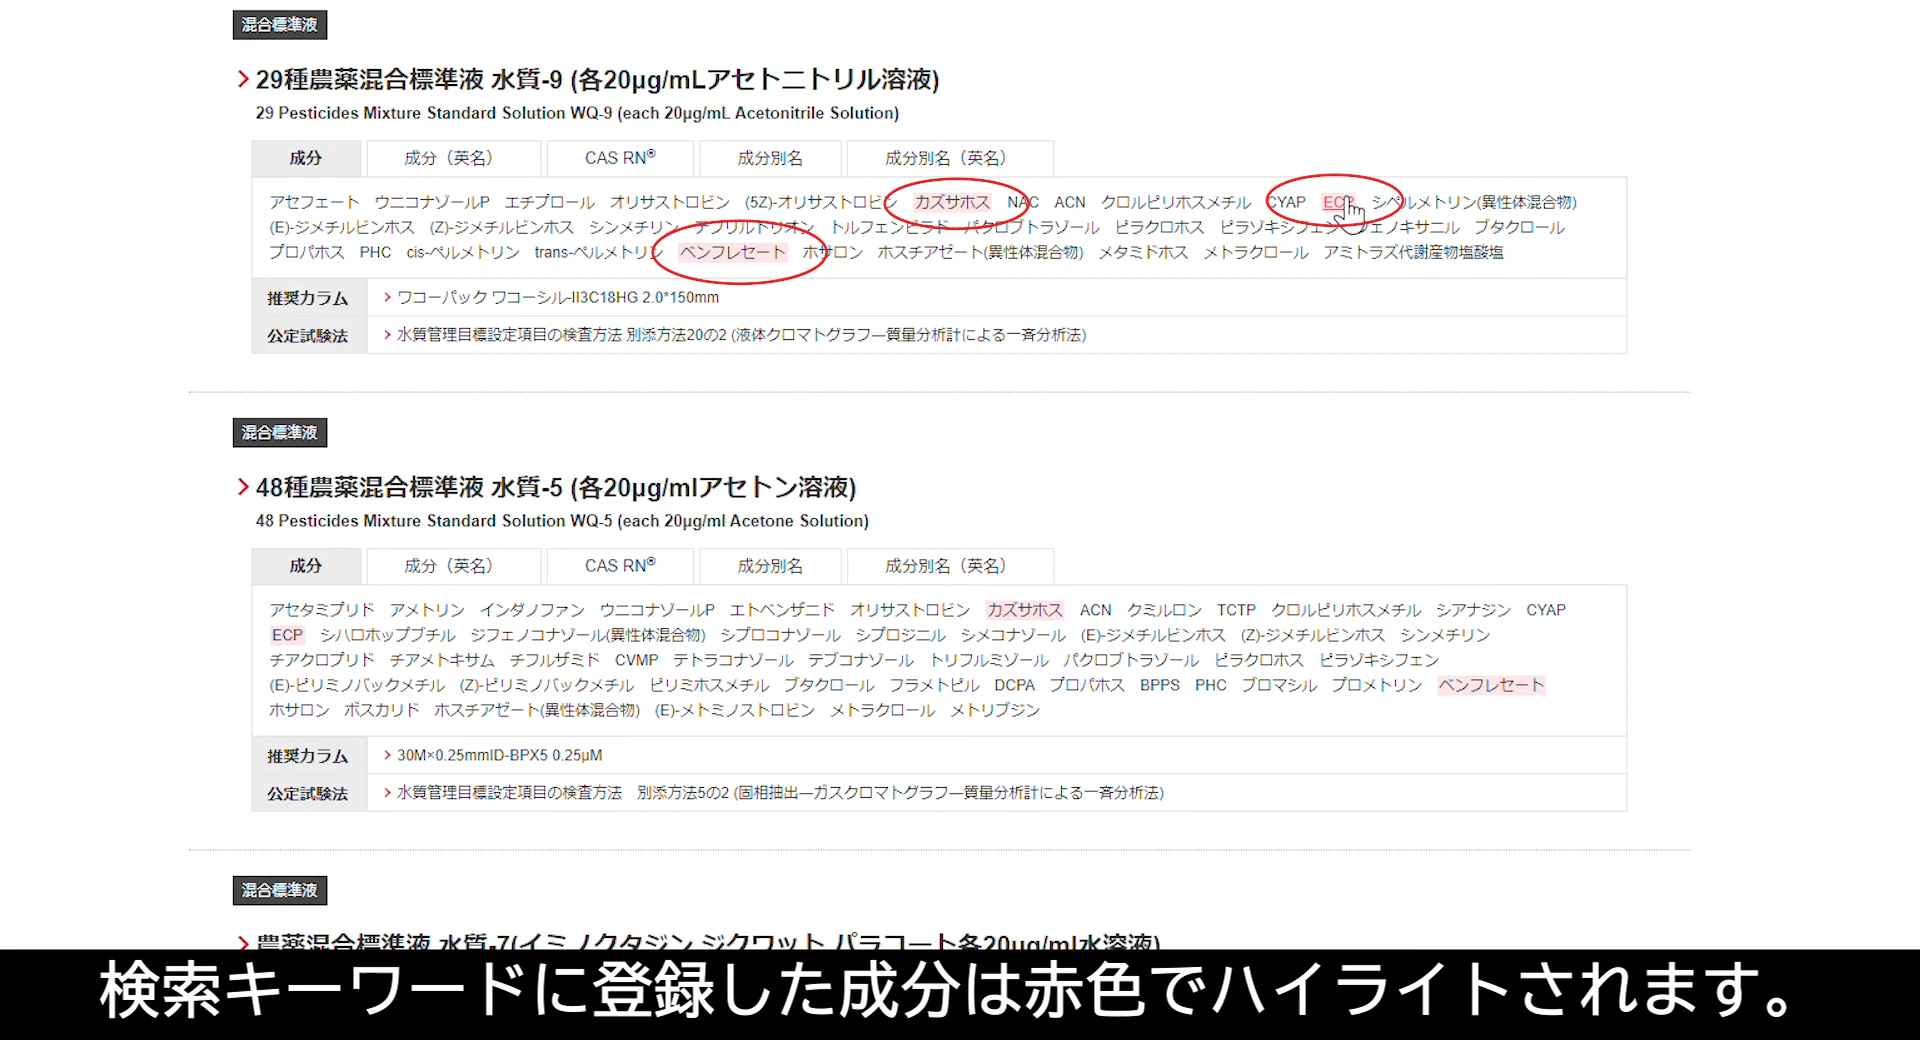 混合標準液
29種農薬混合標準液 水質-9 (各20μg/mLアセトニトリル溶液)
29 Pesticides Mixture Standard Solution WQ-9 (each 20μg/mL Acetonitrile Solution)
成分 成分（英名） CAS RN® 成分別名 成分別名（英名）
アセフェート ウニコナゾールP エチプロール オリサストロビン (5Z)-オリサストロビン カズサホス NAC ACN クロルピリホスメチル CYAP ECP シペルメトリン(異性体混合物)
(E)-ジメチルビンホス (Z)-ジメチルビンホス シンメチリン テフリルトリオン トルフェンピラド パクロブトラゾール ピラクロホス ピラゾキシフェン フェノキサニル ブタクロール
プロパホス PHC cis-ペルメトリン trans-ペルメトリン ベンフレセート ホサロン ホスチアゼート(異性体混合物) メタミドホス メトラクロール アミトラズ代謝産物塩酸塩
推奨カラム ワコーパック ワコーシル-II3C18HG 2.0*150mm
公定試験法 水質管理目標設定項目の検査方法 別添方法20の2 (液体クロマトグラフ―質量分析計による一斉分析法)
混合標準液
48種農薬混合標準液 水質-5 (各20μg/mlアセトン溶液)
48 Pesticides Mixture Standard Solution WQ-5 (each 20μg/ml Acetone Solution)
成分 成分（英名） CAS RN® 成分別名 成分別名（英名）
アセタミプリド アメトリン インダノファン ウニコナゾールP エトベンザニド オリサストロビン カズサホス ACN クミルロン TCTP クロルピリホスメチル シアナジン CYAP
ECP シハロホップブチル ジフェノコナゾール(異性体混合物) シプロコナゾール シプロジニル シメコナゾール (E)-ジメチルビンホス (Z)-ジメチルビンホス シンメチリン
チアクロプリド チアメトキサム チフルザミド CVMP テトラコナゾール テブコナゾール トリフルミゾール パクロブトラゾール ピラクロホス ピラゾキシフェン
(E)-ピリミノバックメチル (Z)-ピリミノバックメチル ピリミホスメチル ブタクロール フラメトピル DCPA プロパホス BPPS PHC ブロマシル プロメトリン ベンフレセート
ホサロン ボスカリド ホスチアゼート(異性体混合物) (E)-メトミノストロビン メトラクロール メトリブジン
推奨カラム 30M×0.25mmID-BPX5 0.25μM
公定試験法 水質管理目標設定項目の検査方法 別添方法5の2 (固相抽出―ガスクロマトグラフ―質量分析計による一斉分析法)
混合標準液
農薬混合標準液 水質-7(イミノクタジン ジクワット パラコート各20μg/ml水溶液)
検索キーワードに登録した成分は赤色でハイライトされます。